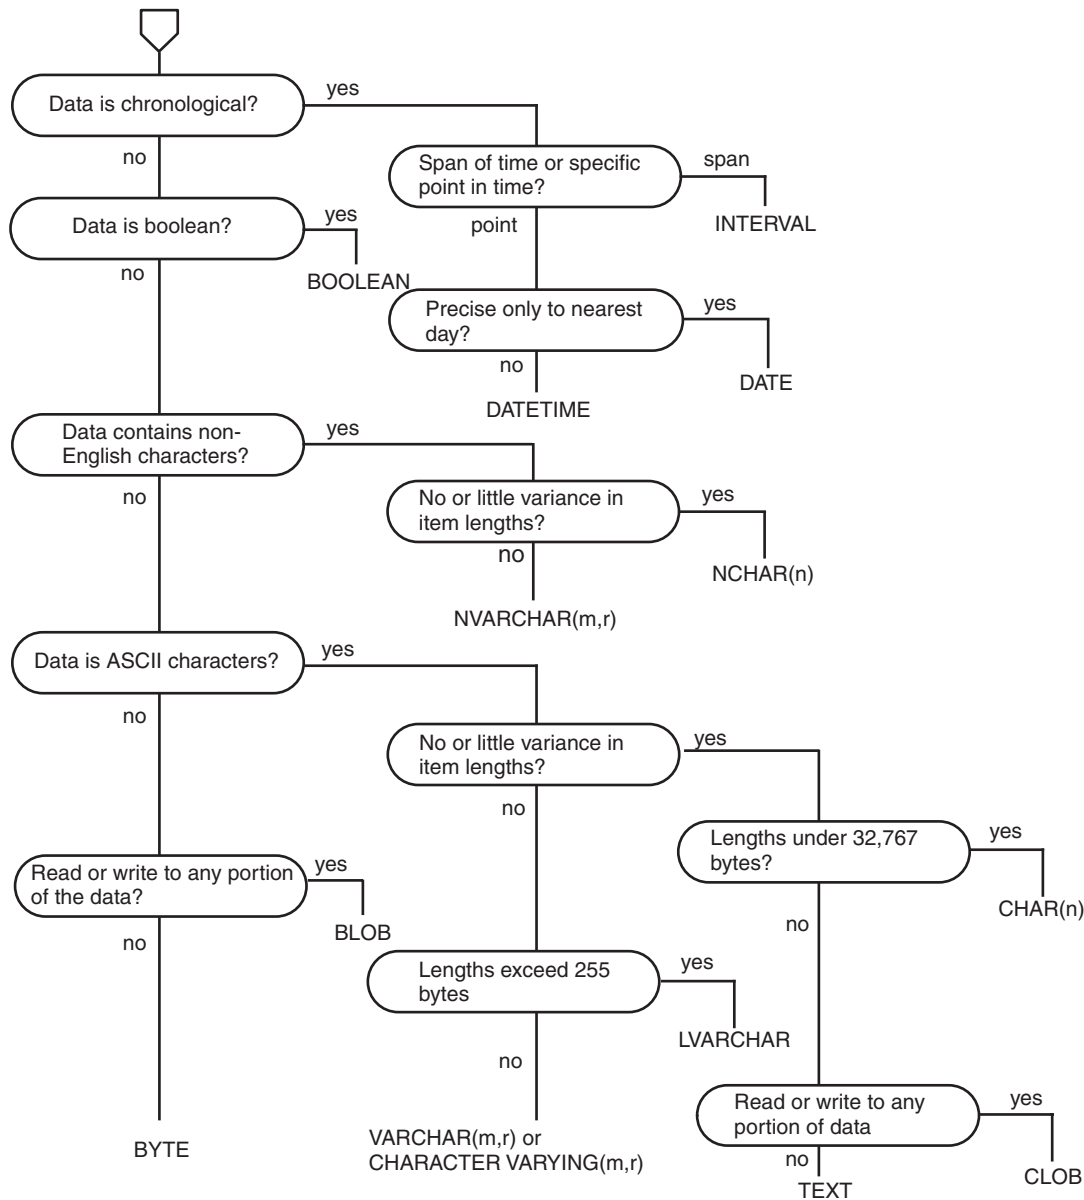 Data is chronological?
yes
no
Span of time or specific
point in time?
span
INTERVAL
point
Data is boolean?
yes
BOOLEAN
no
Precise only to nearest
day?
yes
DATE
no
DATETIME
Data contains non-
English characters?
yes
no
No or little variance in
item lengths?
yes
NCHAR(n)
no
NVARCHAR(m,r)
Data is ASCII characters?
yes
no
No or little variance in
item lengths?
yes
no
Lengths under 32,767
bytes?
yes
CHAR(n)
no
Read or write to any portion
of the data?
yes
BLOB
no
Lengths exceed 255
bytes
yes
LVARCHAR
no
Read or write to any
portion of data
yes
CLOB
no
TEXT
BYTE
VARCHAR(m,r) or
CHARACTER VARYING(m,r)